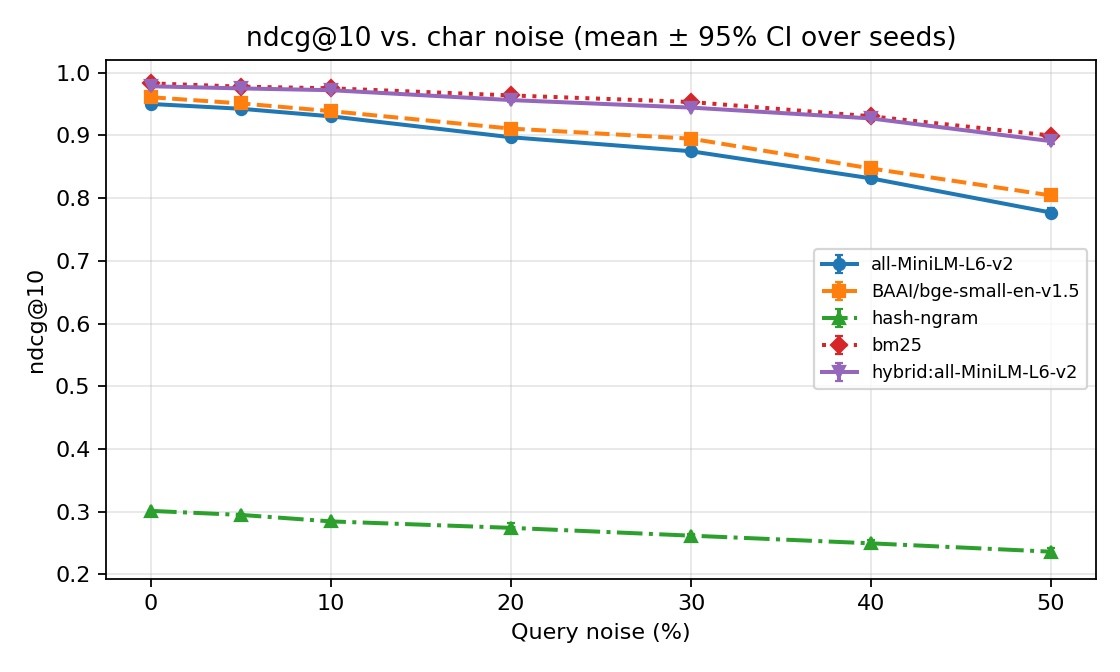 ndcg@10 vs. char noise (mean ± 95% CI over seeds)
ndcg@10
1.0
0.9
0.8
0.7
0.6
0.5
0.4
0.3
0.2
all-MiniLM-L6-v2
BAAI/bge-small-en-v1.5
hash-ngram
bm25
hybrid:all-MiniLM-L6-v2
0 10 20 30 40 50
Query noise (%)